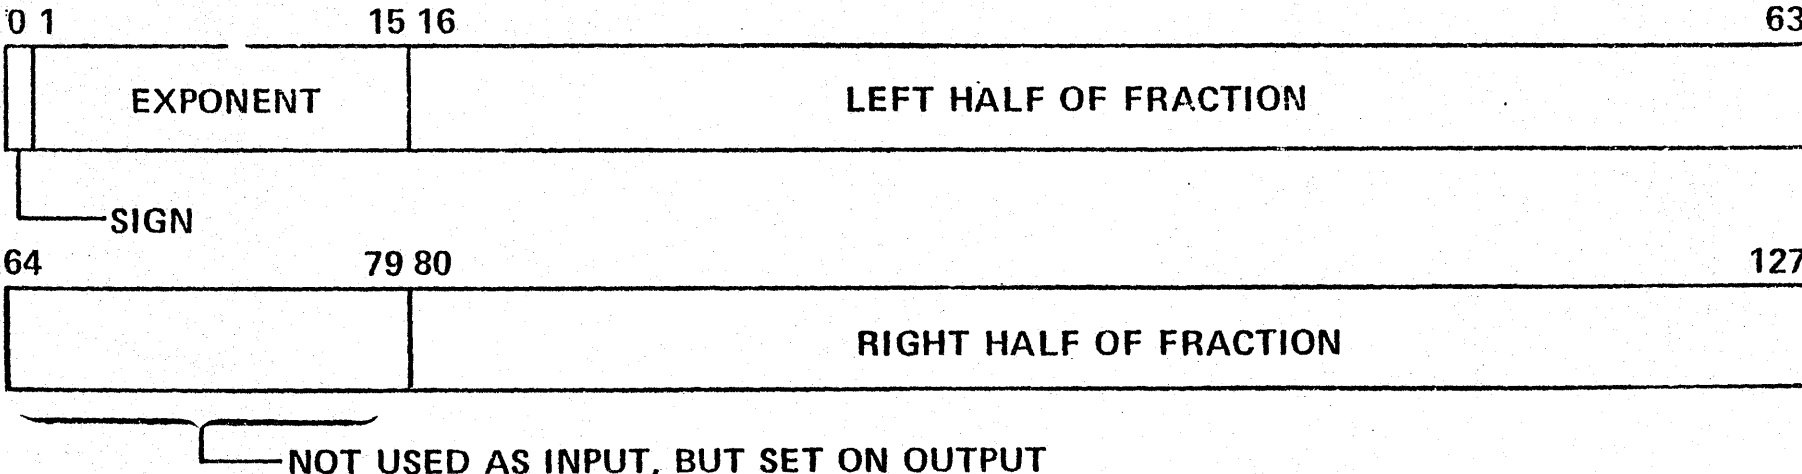 0 1 15 16 63
EXPONENT LEFT HALF OF FRACTION
SIGN
64 79 80 127
RIGHT HALF OF FRACTION
NOT USED AS INPUT, BUT SET ON OUTPUT